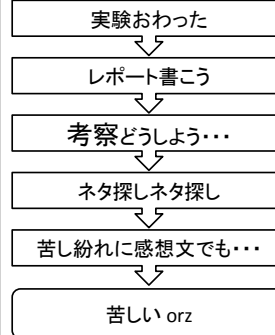 実験おわった
レポート書こう
考察どうしよう・・・
ネタ探しネタ探し
苦し紛れに感想文でも・・・
苦しい orz